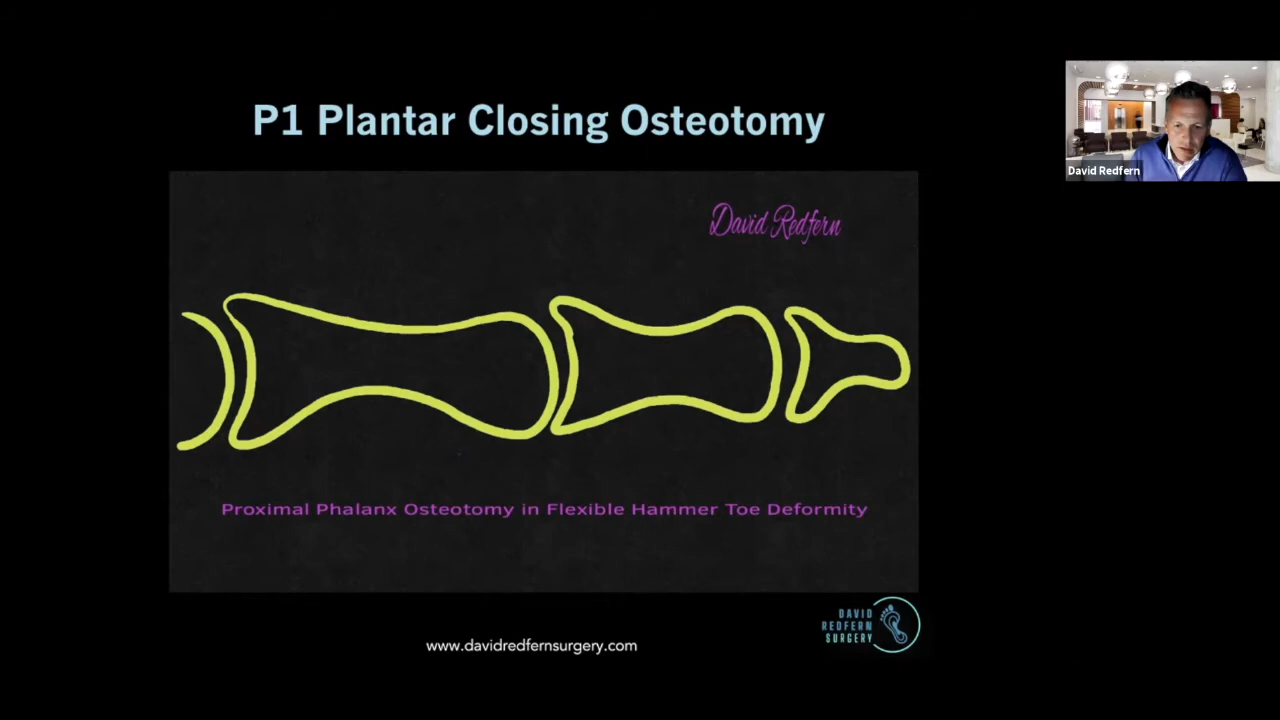 P1 Plantar Closing Osteotomy
David Redfern
David Redfern
Proximal Phalanx Osteotomy in Flexible Hammer Toe Deformity
DAVID
REDFERN
SURGERY
www.davidredfernsurgery.com